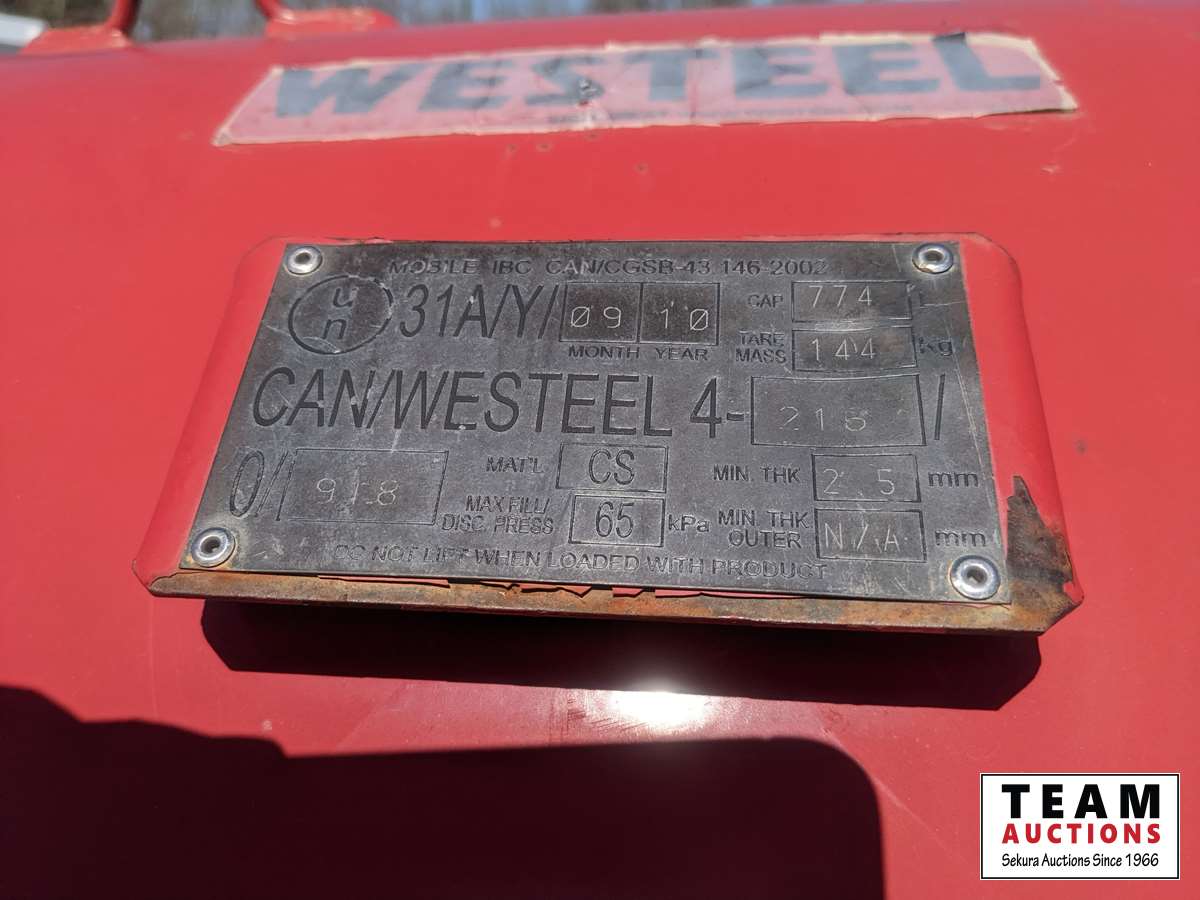 WESTEEL
MOBILE IBC CAN/CGSB-43.146-2002
un 31A/Y/ 09 10 CAP 774 L
MONTH YEAR TARE MASS 144 kg
CAN/WESTEEL 4- 218 /
0/ 918 MAT'L CS MIN. THK 2.5 mm
MAX FILL/ DISC. PRESS 65 kPa MIN. THK OUTER N/A mm
DO NOT LIFT WHEN LOADED WITH PRODUCT
TEAM
AUCTIONS
Sekura Auctions Since 1966